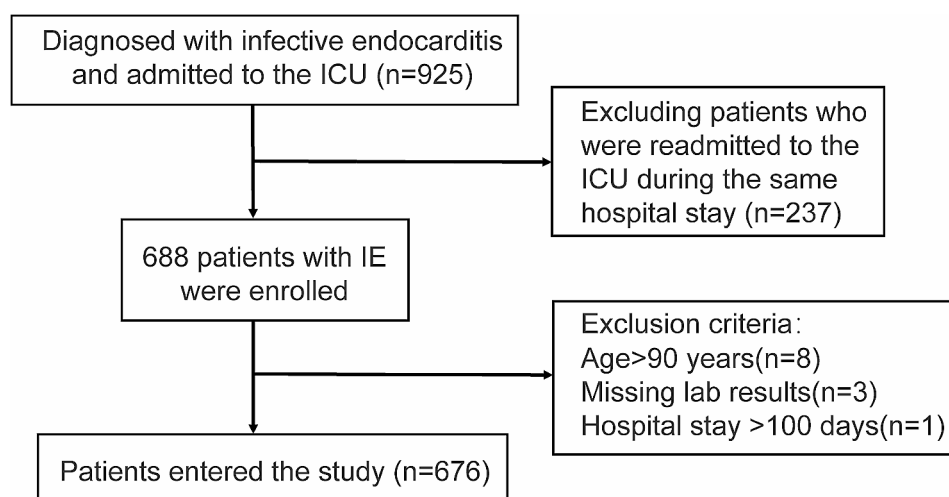 Diagnosed with infective endocarditis
and admitted to the ICU (n=925)
Excluding patients who
were readmitted to the
ICU during the same
hospital stay (n=237)
688 patients with IE
were enrolled
Exclusion criteria:
Age>90 years(n=8)
Missing lab results(n=3)
Hospital stay >100 days(n=1)
Patients entered the study (n=676)